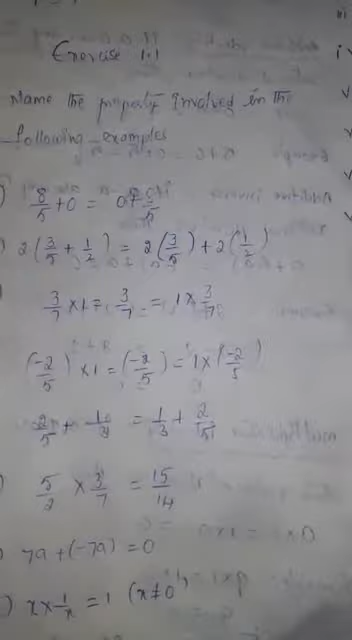 Exercise 1.1
Name the property involved in the
following examples
8/5 + 0 = 0 + 8/5
2(3/5 + 1/2) = 2(3/5) + 2(1/2)
3/7 × 1 = 3/7 = 1 × 3/7
(-2/5) × 1 = (-2/5) = 1 × (-2/5)
2/5 + 1/3 = 1/3 + 2/5
5/2 × 3/7 = 15/14
7a + (-7a) = 0
x × 1/x = 1 (x ≠ 0)